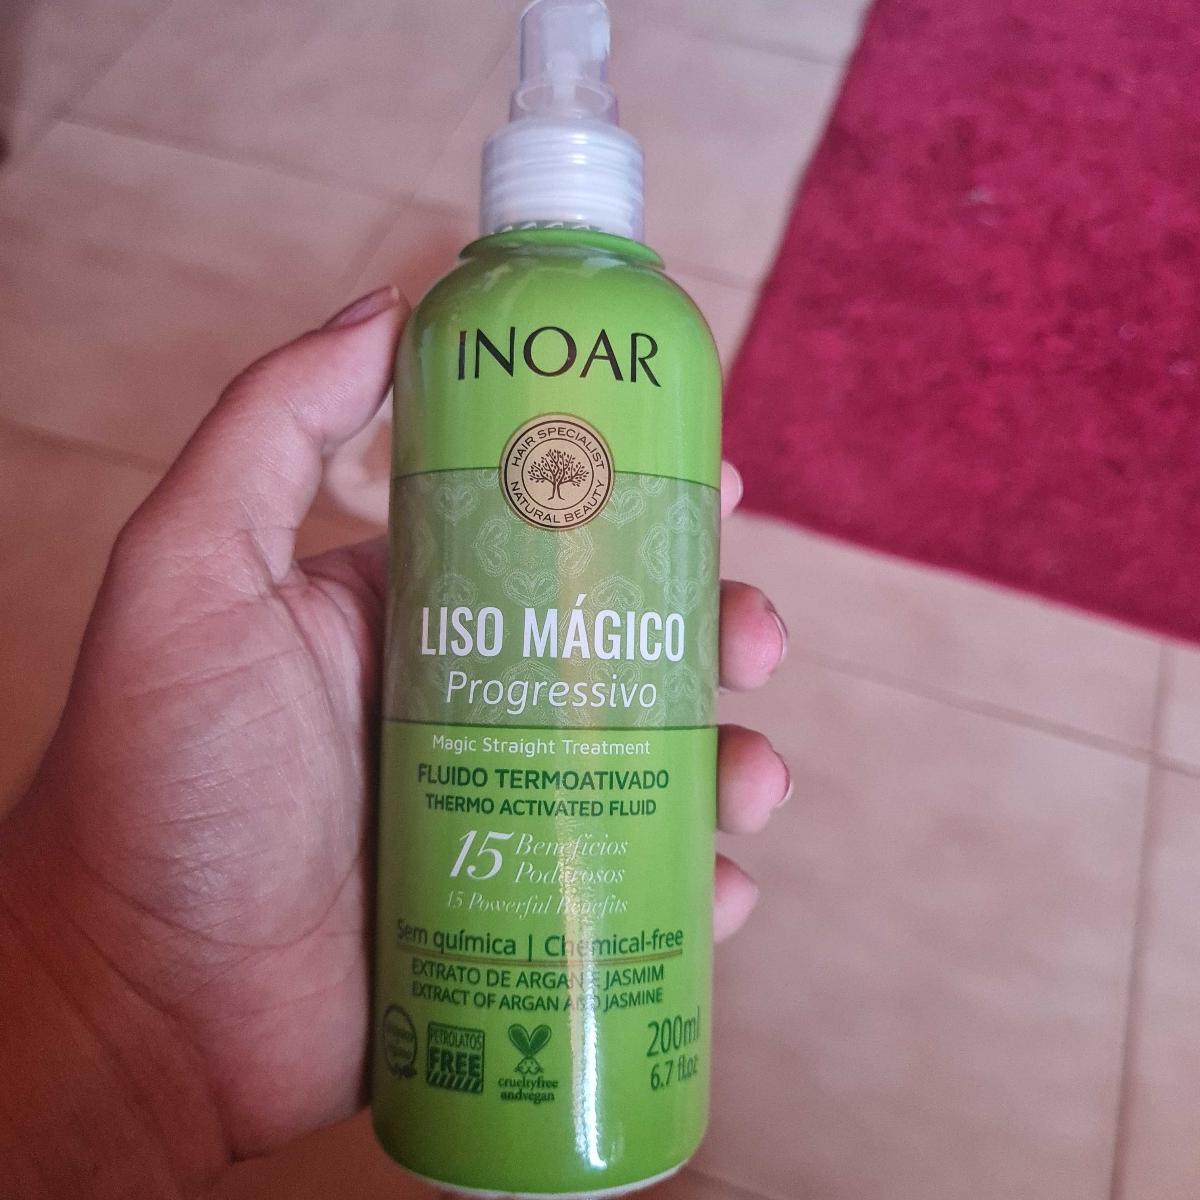 INOAR
HAIR SPECIALIST
NATURAL BEAUTY
LISO MÁGICO
Progressivo
Magic Straight Treatment
FLUIDO TERMOATIVADO
THERMO ACTIVATED FLUID
15 Benefícios
Poderosos
15 Powerful Benefits
Sem química | Chemical-free
EXTRATO DE ARGAN E JASMIM
EXTRACT OF ARGAN AND JASMINE
PETROLATOS
FREE
crueltyfree
andvegan
200ml
6.7 fl.oz